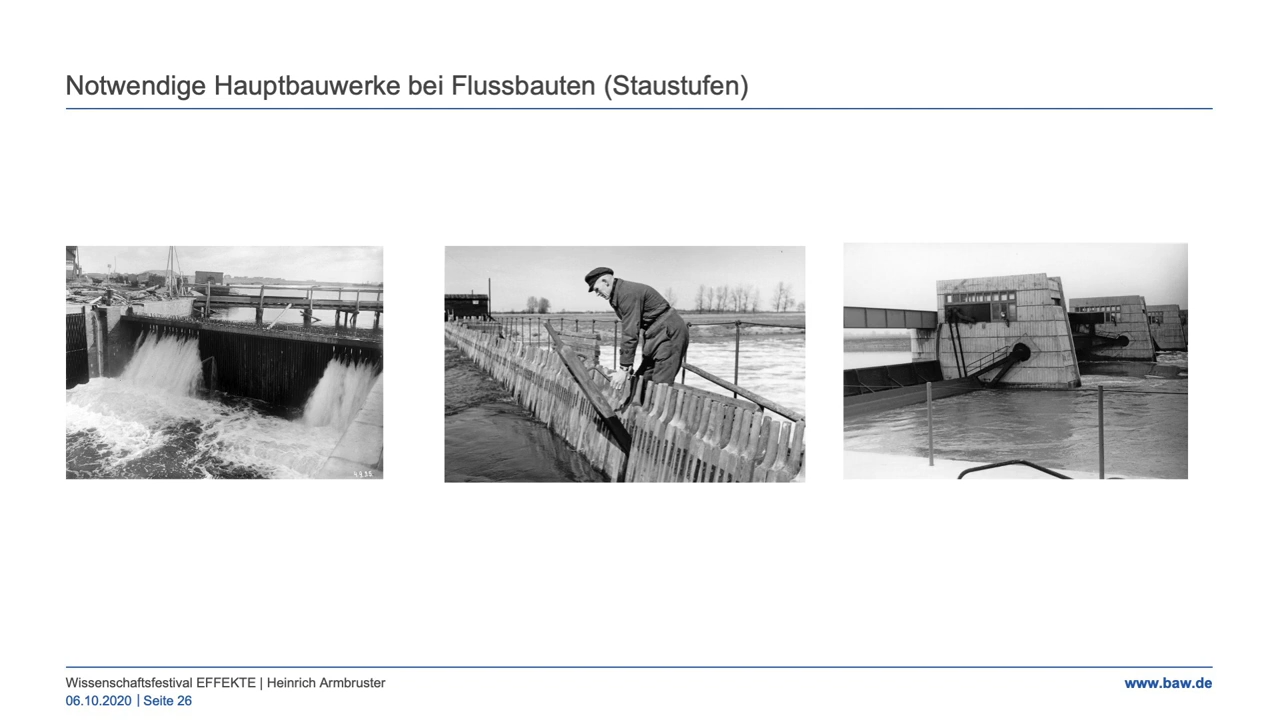 Notwendige Hauptbauwerke bei Flussbauten (Staustufen)
Wissenschaftsfestival EFFEKTE | Heinrich Armbruster
www.baw.de
06.10.2020 | Seite 26